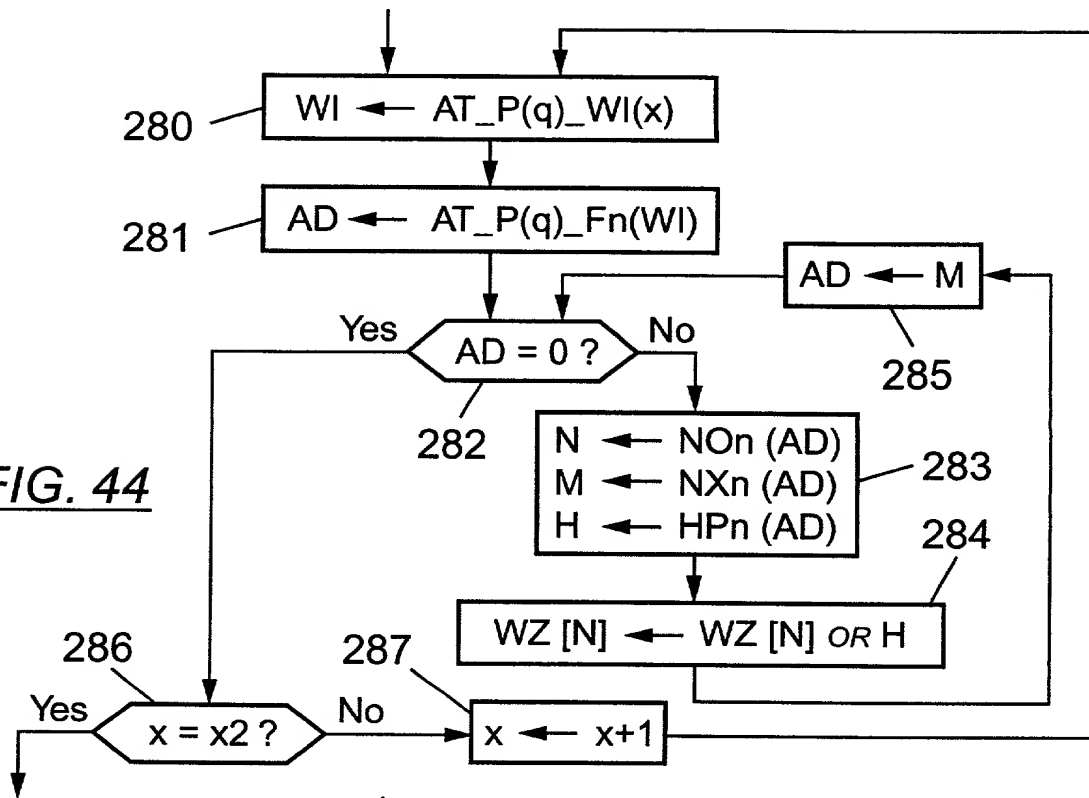 WI ← AT_P(q)_WI(x)
280
AD ← AT_P(q)_Fn(WI)
281
AD ← M
285
Yes
AD = 0 ?
No
282
N ← NOn (AD)
M ← NXn (AD)
H ← HPn (AD)
283
FIG. 44
284
WZ [N] ← WZ [N] OR H
286
287
Yes
x = x2 ?
No
x ← x+1